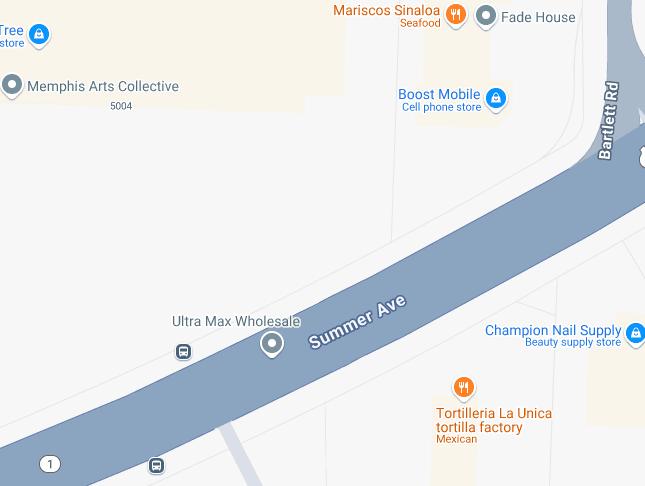 Mariscos Sinaloa
Seafood
Fade House
Tree
store
Memphis Arts Collective
5004
Boost Mobile
Cell phone store
Bartlett Rd
Ultra Max Wholesale
Summer Ave
Champion Nail Supply
Beauty supply store
Tortilleria La Unica
tortilla factory
Mexican
1